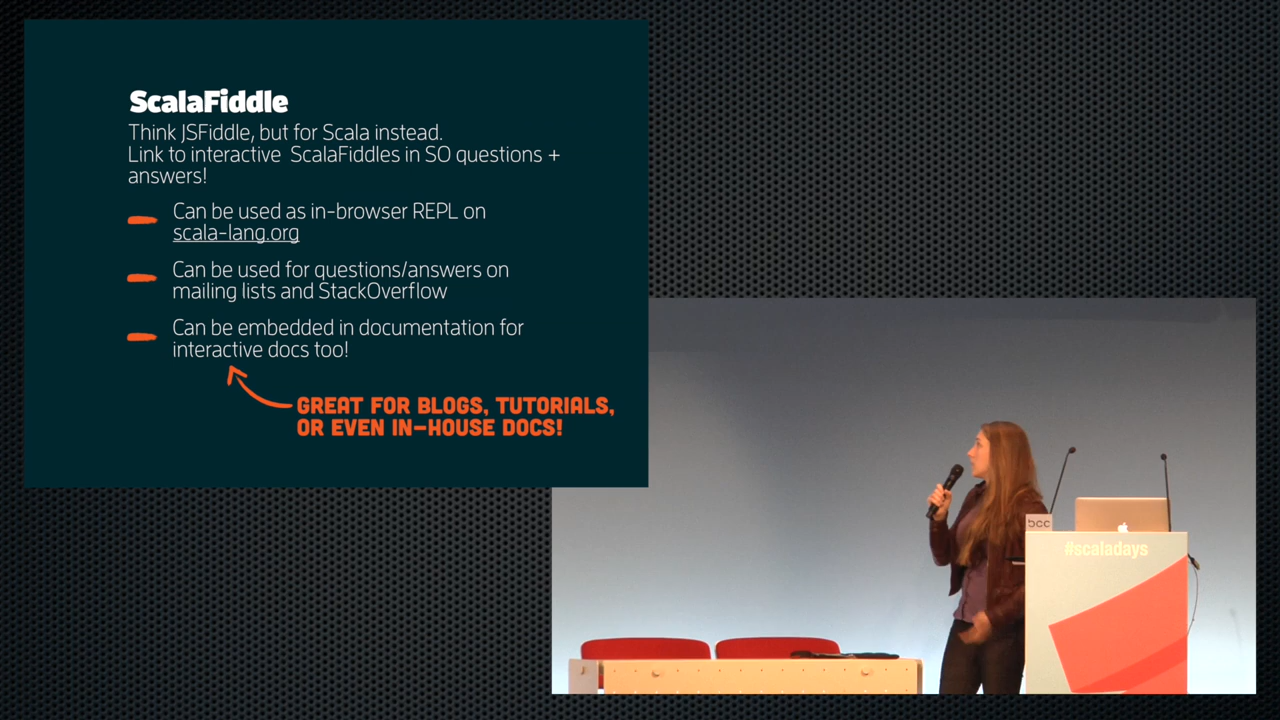 ScalaFiddle
Think JSFiddle, but for Scala instead.
Link to interactive ScalaFiddles in SO questions +
answers!
Can be used as in-browser REPL on
scala-lang.org
Can be used for questions/answers on
mailing lists and StackOverflow
Can be embedded in documentation for
interactive docs too!
GREAT FOR BLOGS, TUTORIALS,
OR EVEN IN-HOUSE DOCS!
bcc
#scaladays